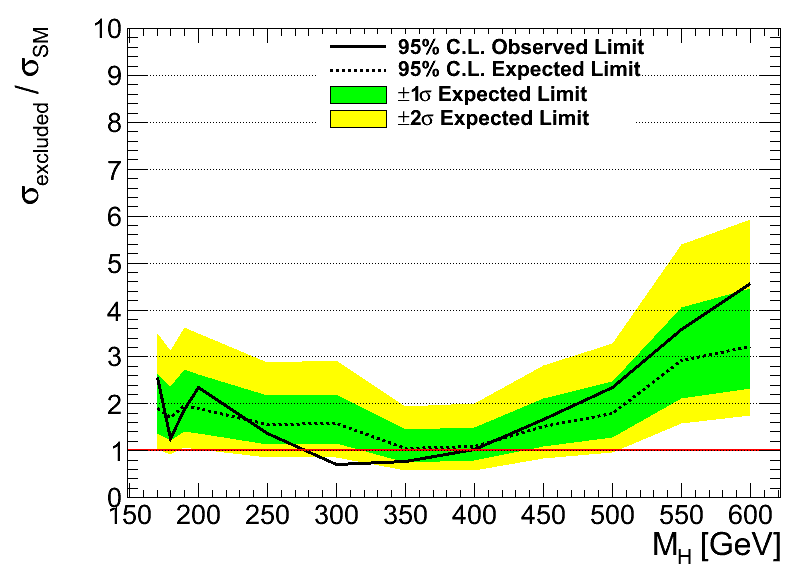 σexcluded / σSM
10
9
8
7
6
5
4
3
2
1
0
95% C.L. Observed Limit
95% C.L. Expected Limit
±1σ Expected Limit
±2σ Expected Limit
150 200 250 300 350 400 450 500 550 600
MH [GeV]